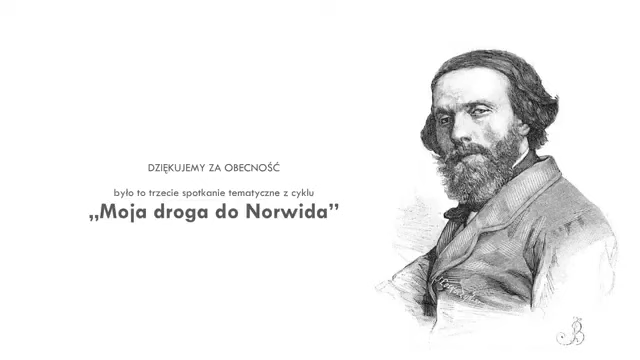 DZIĘKUJEMY ZA OBECNOŚĆ
było to trzecie spotkanie tematyczne z cyklu
„Moja droga do Norwida”